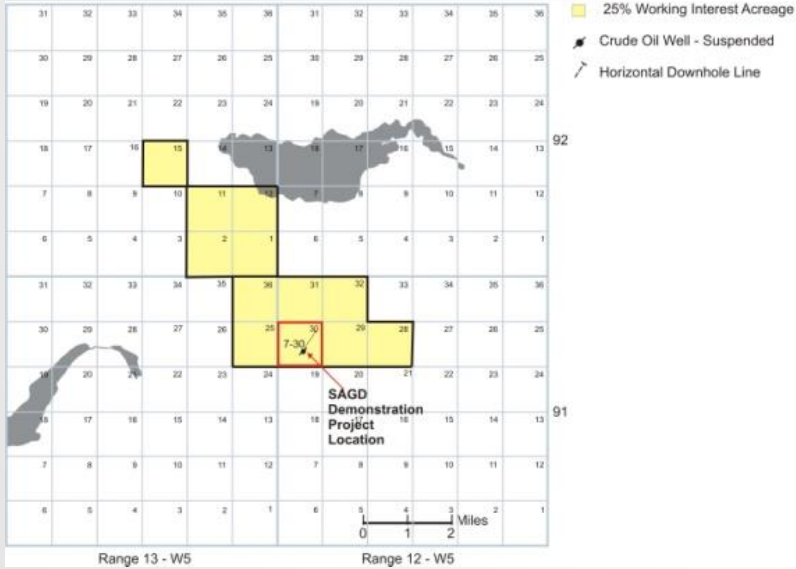 25% Working Interest Acreage
Crude Oil Well - Suspended
Horizontal Downhole Line
31 32 33 34 35 36 31 32 33 34 35 36
30 29 28 27 26 25 30 29 28 27 26 25
19 20 21 22 23 24 19 20 21 22 23 24
92
18 17 16 15 14 13 18 17 16 15 14 13
7 8 9 10 11 12 7 8 9 10 11 12
6 5 4 3 2 1 6 5 4 3 2 1
31 32 33 34 35 36 31 32 33 34 35 36
30 29 28 27 26 25 30 29 28 27 26 25
7-30
19 20 21 22 23 24 19 21 22 23 24
SAGD
Demonstration
Project
Location
91
18 17 16 15 14 13 17 16 15 14 13
7 8 9 10 11 12 7 8 9 10 11 12
6 5 4 3 2 1 6 5 4 3 2 1
0 1 2 Miles
Range 13 - W5
Range 12 - W5